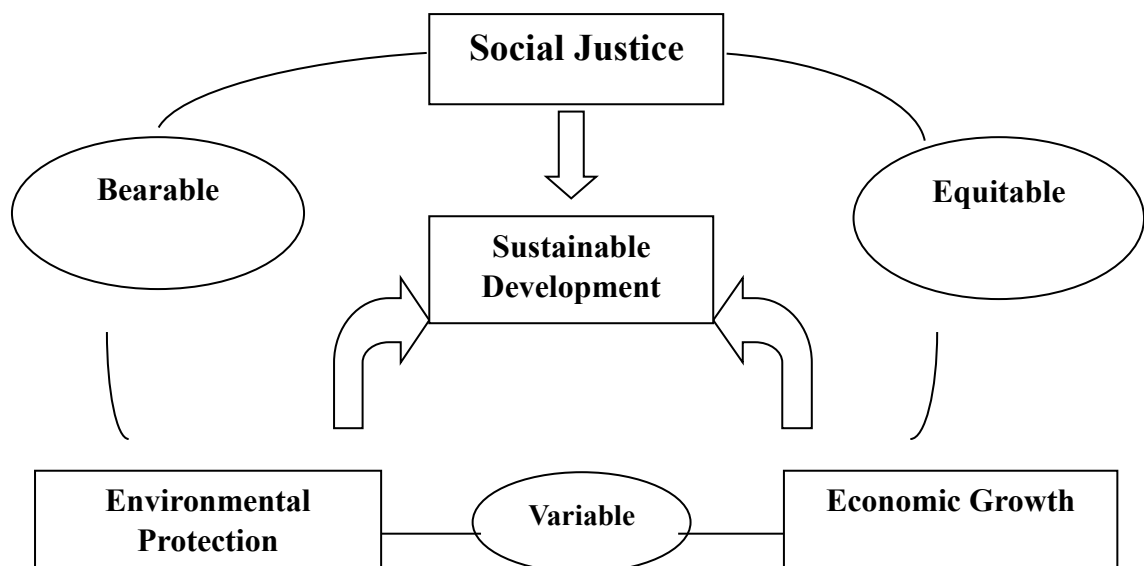 Social Justice
Bearable
Equitable
Sustainable
Development
Environmental
Protection
Variable
Economic Growth